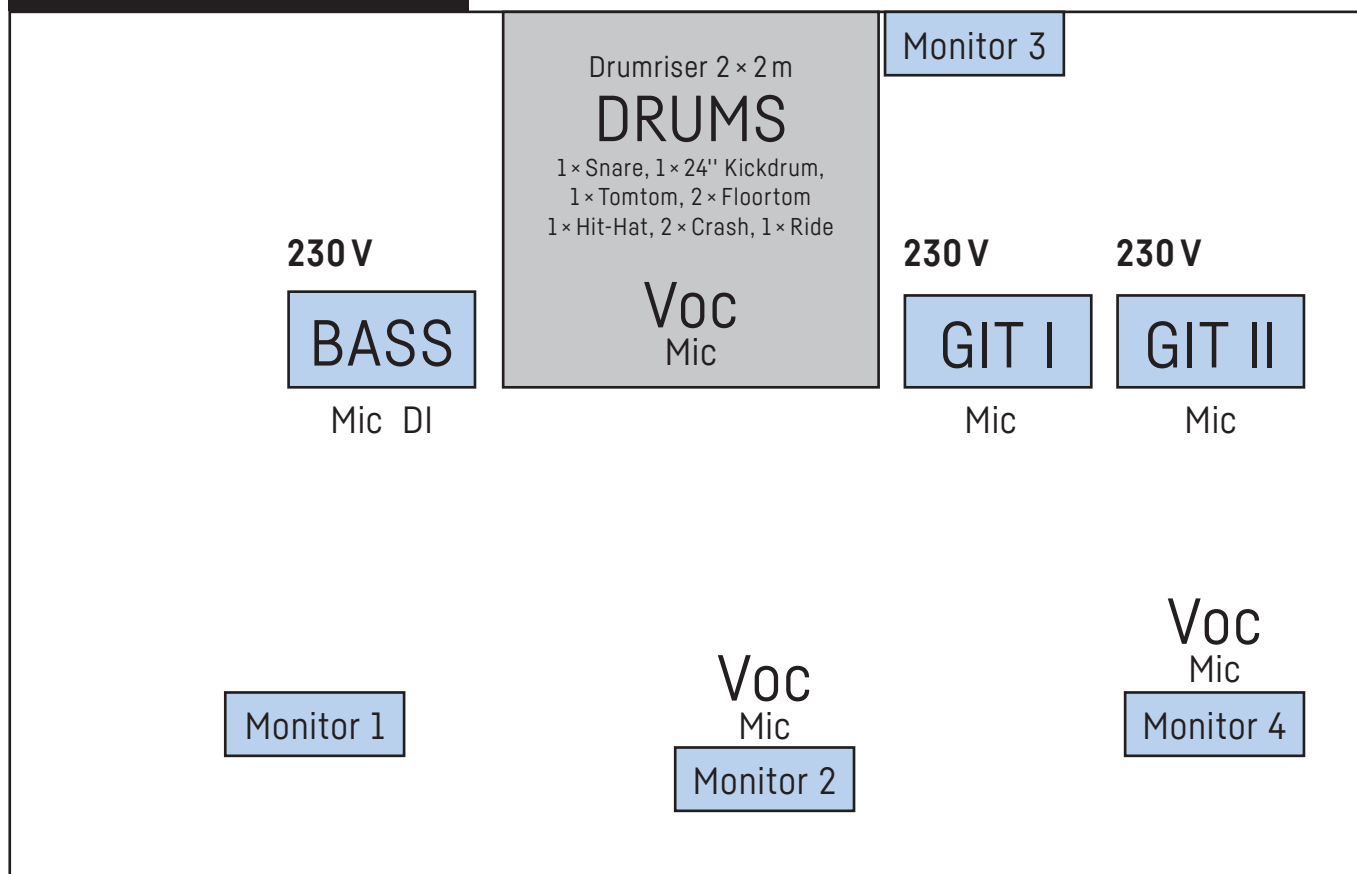 Monitor 3
Drumriser 2 × 2 m
DRUMS
1 × Snare, 1 × 24'' Kickdrum,
1 × Tomtom, 2 × Floortom
1 × Hit-Hat, 2 × Crash, 1 × Ride
Voc
Mic
230 V
BASS
Mic DI
230 V
GIT I
Mic
230 V
GIT II
Mic
Monitor 1
Voc
Mic
Monitor 2
Voc
Mic
Monitor 4